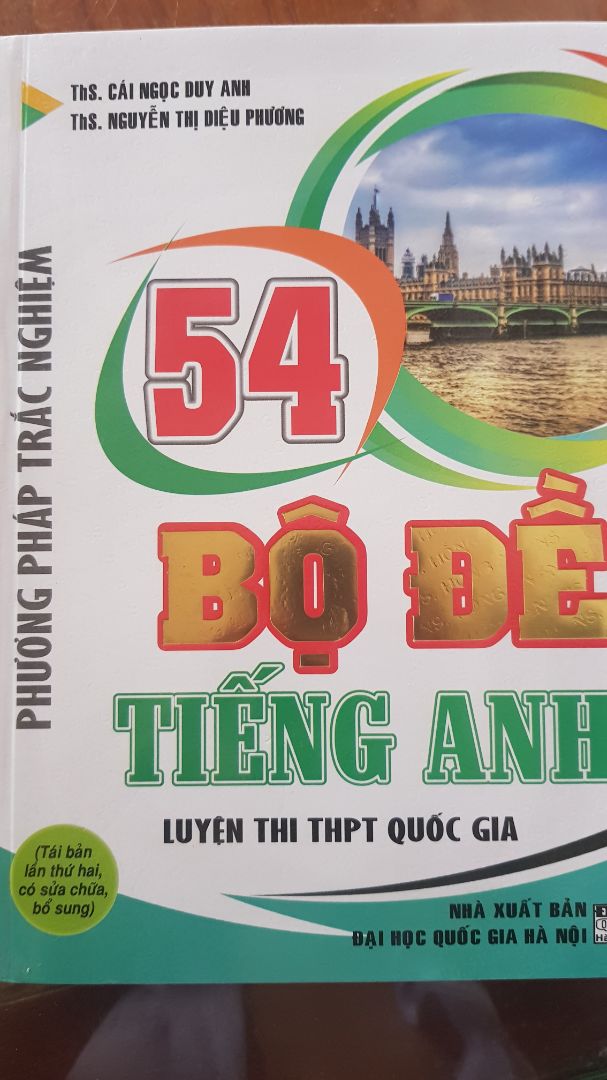 ThS. CÁI NGỌC DUY ANH
ThS. NGUYỄN THỊ DIỆU PHƯƠNG
PHƯƠNG PHÁP TRẮC NGHIỆM
54
BỘ ĐỀ
TIẾNG ANH
LUYỆN THI THPT QUỐC GIA
(Tái bản
lần thứ hai,
có sửa chữa,
bổ sung)
NHÀ XUẤT BẢN
ĐẠI HỌC QUỐC GIA HÀ NỘI